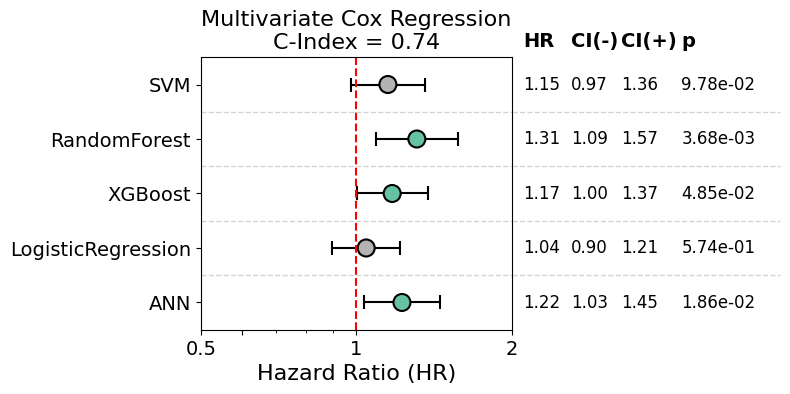 Multivariate Cox Regression
C-Index = 0.74
HR CI(-) CI(+) p
SVM 1.15 0.97 1.36 9.78e-02
RandomForest 1.31 1.09 1.57 3.68e-03
XGBoost 1.17 1.00 1.37 4.85e-02
LogisticRegression 1.04 0.90 1.21 5.74e-01
ANN 1.22 1.03 1.45 1.86e-02
0.5 1 2
Hazard Ratio (HR)